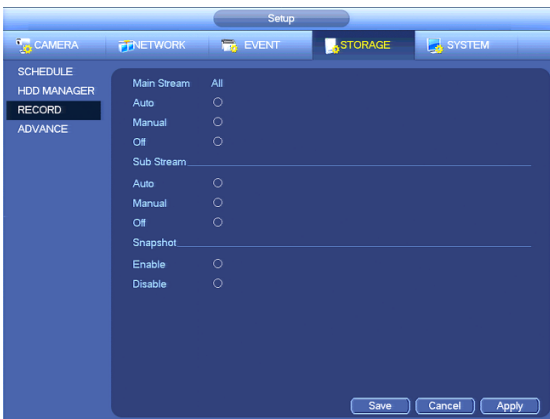 Setup
CAMERA NETWORK EVENT STORAGE SYSTEM
SCHEDULE
HDD MANAGER
RECORD
ADVANCE
Main Stream All
Auto
Manual
Off
Sub Stream
Auto
Manual
Off
Snapshot
Enable
Disable
Save Cancel Apply